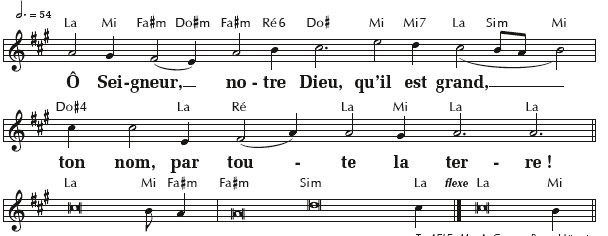 𝅗𝅥. = 54
La Mi Fa♯m Do♯m Fa♯m Ré6 Do♯ Mi Mi7 La Sim Mi
Ô Sei-gneur, _ no - tre Dieu, qu'il est grand, _
Do♯4 La Ré La Mi La La
ton nom, par tou - te la ter- re !
La Mi Fa♯m Fa♯m Sim La flexe La Mi